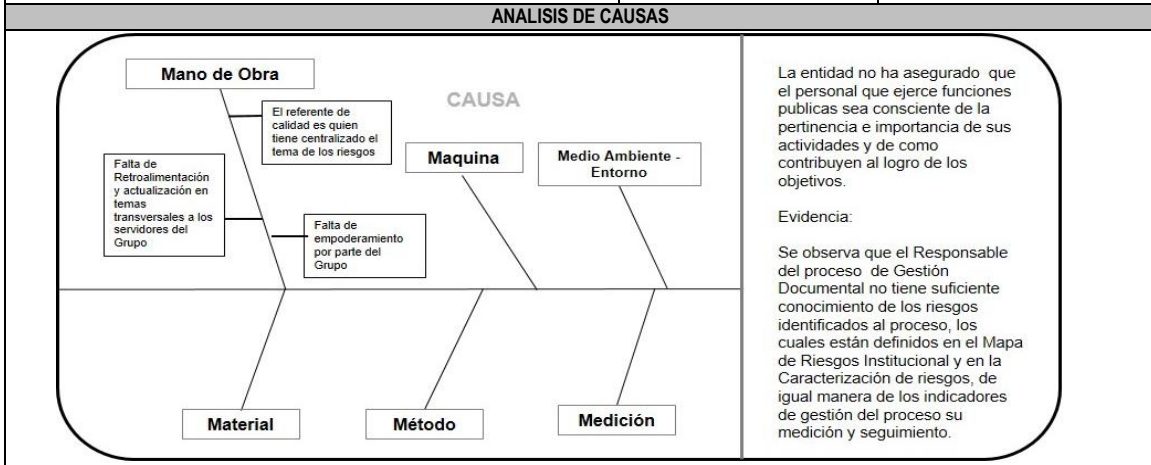 ANALISIS DE CAUSAS
Mano de Obra
CAUSA
El referente de
calidad es quien
tiene centralizado el
tema de los riesgos
Maquina
Medio Ambiente -
Entorno
Falta de
Retroalimentación
y actualización en
temas
transversales a los
servidores del
Grupo
Falta de
empoderamiento
por parte del
Grupo
Material
Método
Medición
La entidad no ha asegurado que
el personal que ejerce funciones
publicas sea consciente de la
pertinencia e importancia de sus
actividades y de como
contribuyen al logro de los
objetivos.
Evidencia:
Se observa que el Responsable
del proceso de Gestión
Documental no tiene suficiente
conocimiento de los riesgos
identificados al proceso, los
cuales están definidos en el Mapa
de Riesgos Institucional y en la
Caracterización de riesgos, de
igual manera de los indicadores
de gestión del proceso su
medición y seguimiento.